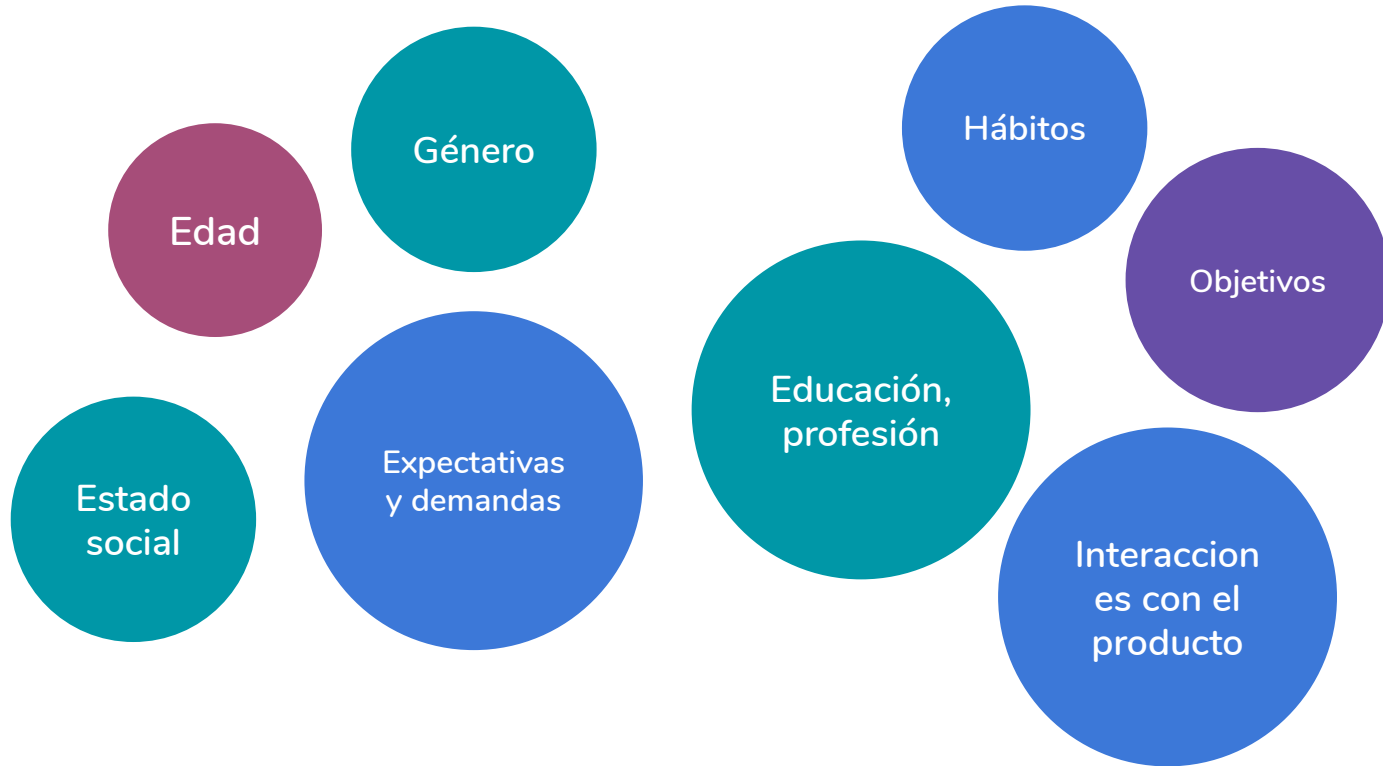 Género
Edad
Expectativas
y demandas
Estado
social
Hábitos
Objetivos
Educación,
profesión
Interaccion
es con el
producto